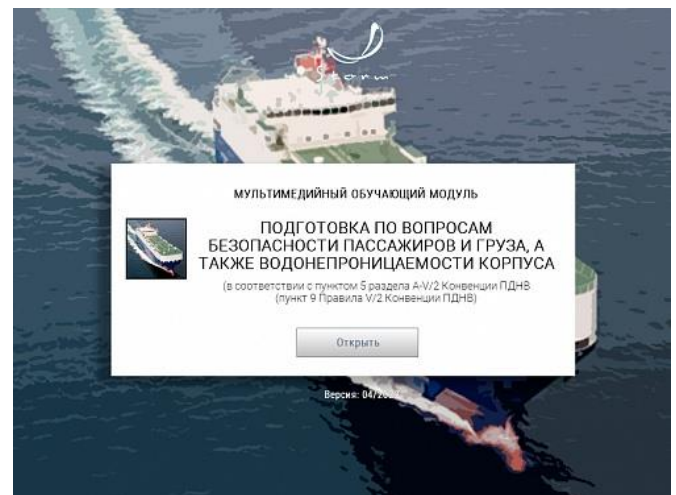 Storm
МУЛЬТИМЕДИЙНЫЙ ОБУЧАЮЩИЙ МОДУЛЬ
ПОДГОТОВКА ПО ВОПРОСАМ
БЕЗОПАСНОСТИ ПАССАЖИРОВ И ГРУЗА, А
ТАКЖЕ ВОДОНЕПРОНИЦАЕМОСТИ КОРПУСА
(в соответствии с пунктом 5 раздела A-V/2 Конвенции ПДНВ
(пункт 9 Правила V/2 Конвенции ПДНВ)
Открыть
Версия: